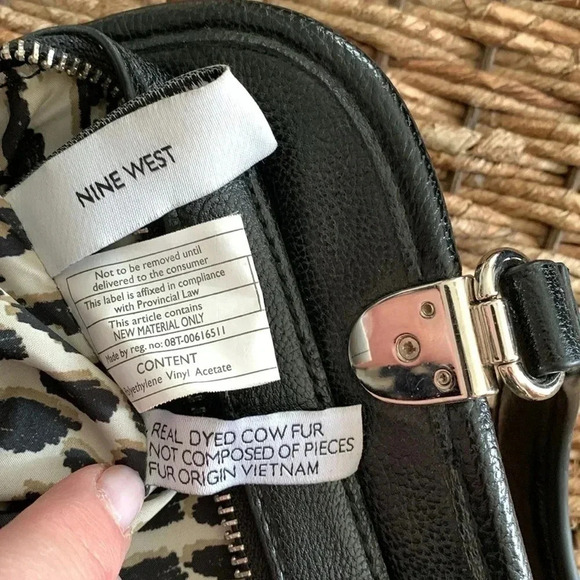 NINE WEST
Not to be removed until
delivered to the consumer
This label is affixed in compliance
with Provincial Law
This article contains
NEW MATERIAL ONLY
Made by reg. no: 08T-00616511
CONTENT
Polyethylene Vinyl Acetate
REAL DYED COW FUR
NOT COMPOSED OF PIECES
FUR ORIGIN VIETNAM